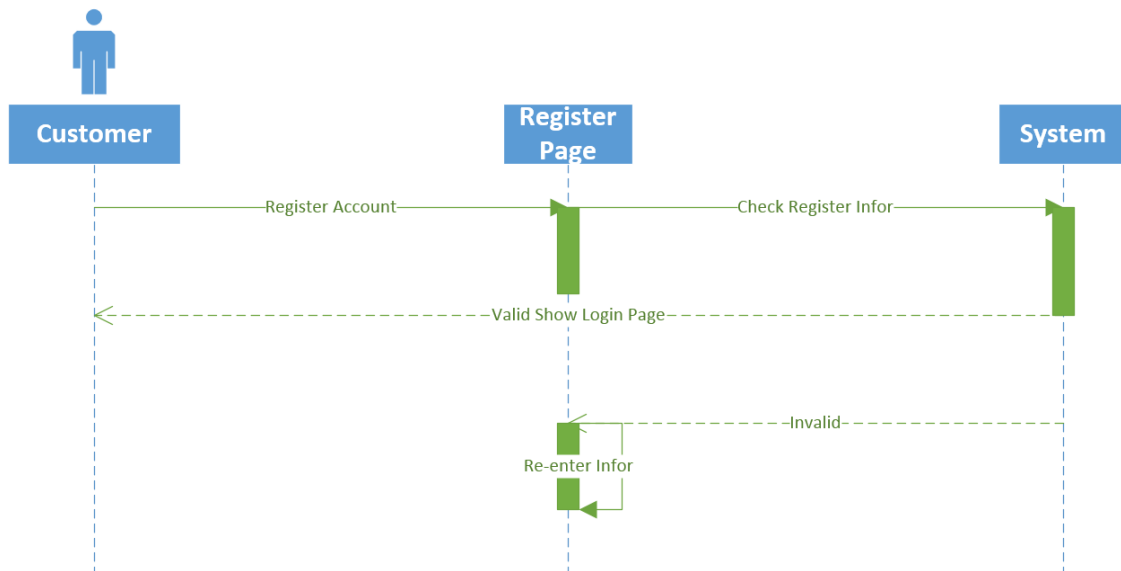 Customer
Register
Page
System
Register Account
Check Register Infor
Valid Show Login Page
Invalid
Re-enter Infor